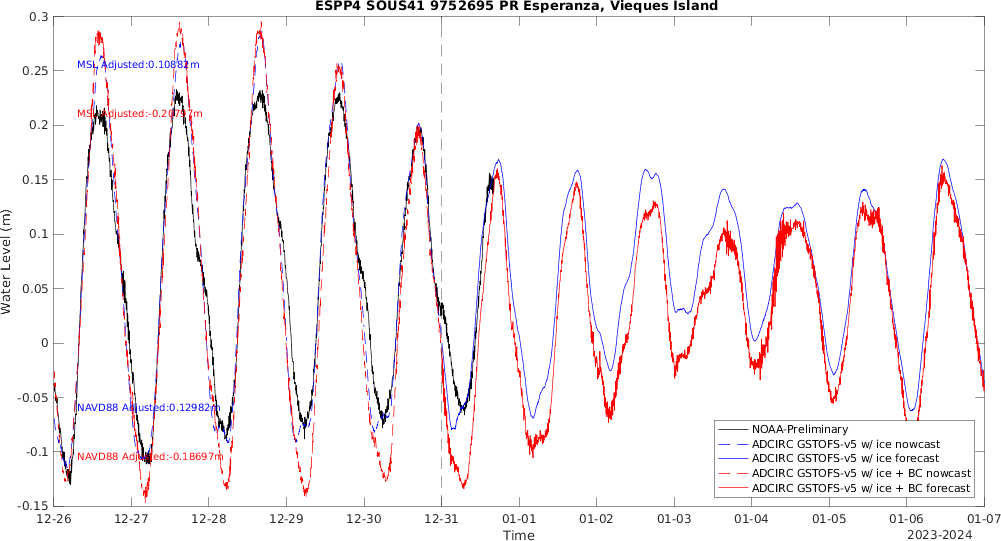 ESPP4 SOUS41 9752695 PR Esperanza, Vieques Island
0.3
0.25
0.2
0.15
0.1
0.05
0
-0.05
-0.1
-0.15
Water Level (m)
MSL Adjusted:0.10882m
MSL Adjusted:-0.20797m
NAVD88 Adjusted:0.12982m
NAVD88 Adjusted:-0.18697m
NOAA-Preliminary
ADCIRC GSTOFS-v5 w/ ice nowcast
ADCIRC GSTOFS-v5 w/ ice forecast
ADCIRC GSTOFS-v5 w/ ice + BC nowcast
ADCIRC GSTOFS-v5 w/ ice + BC forecast
12-26 12-27 12-28 12-29 12-30 12-31 01-01 01-02 01-03 01-04 01-05 01-06 01-07
Time
2023-2024